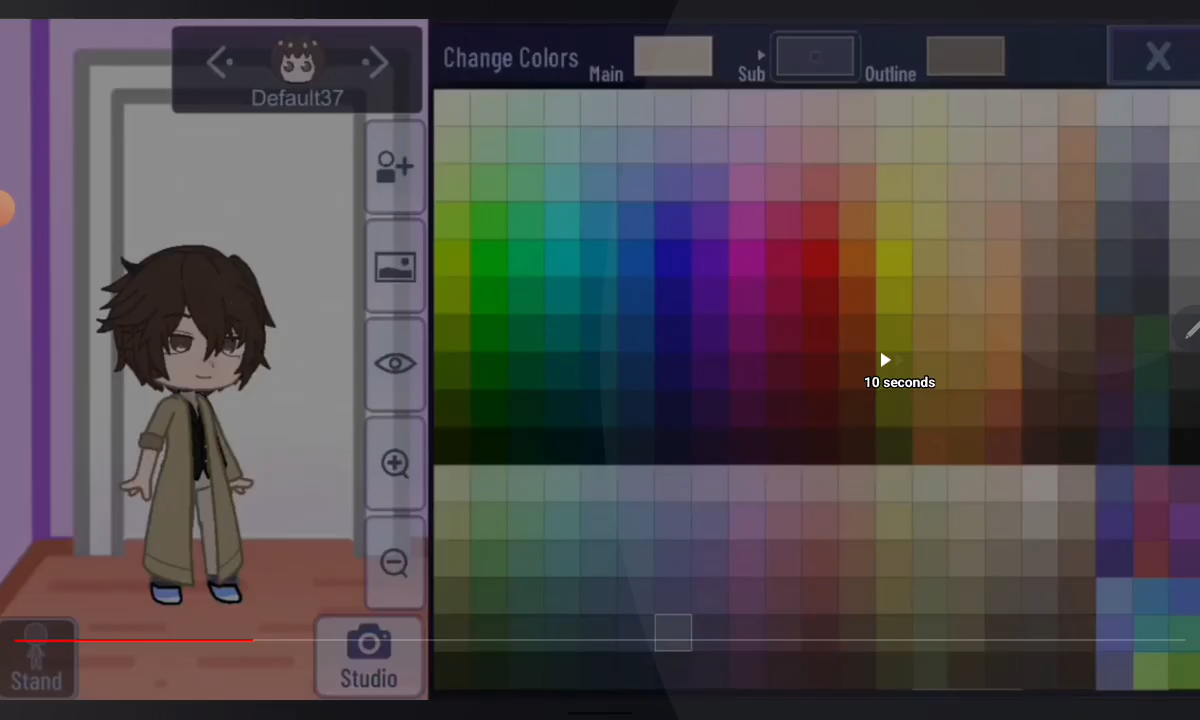 Change Colors
Main
Sub
Outline
X
Default37
10 seconds
Stand
Studio